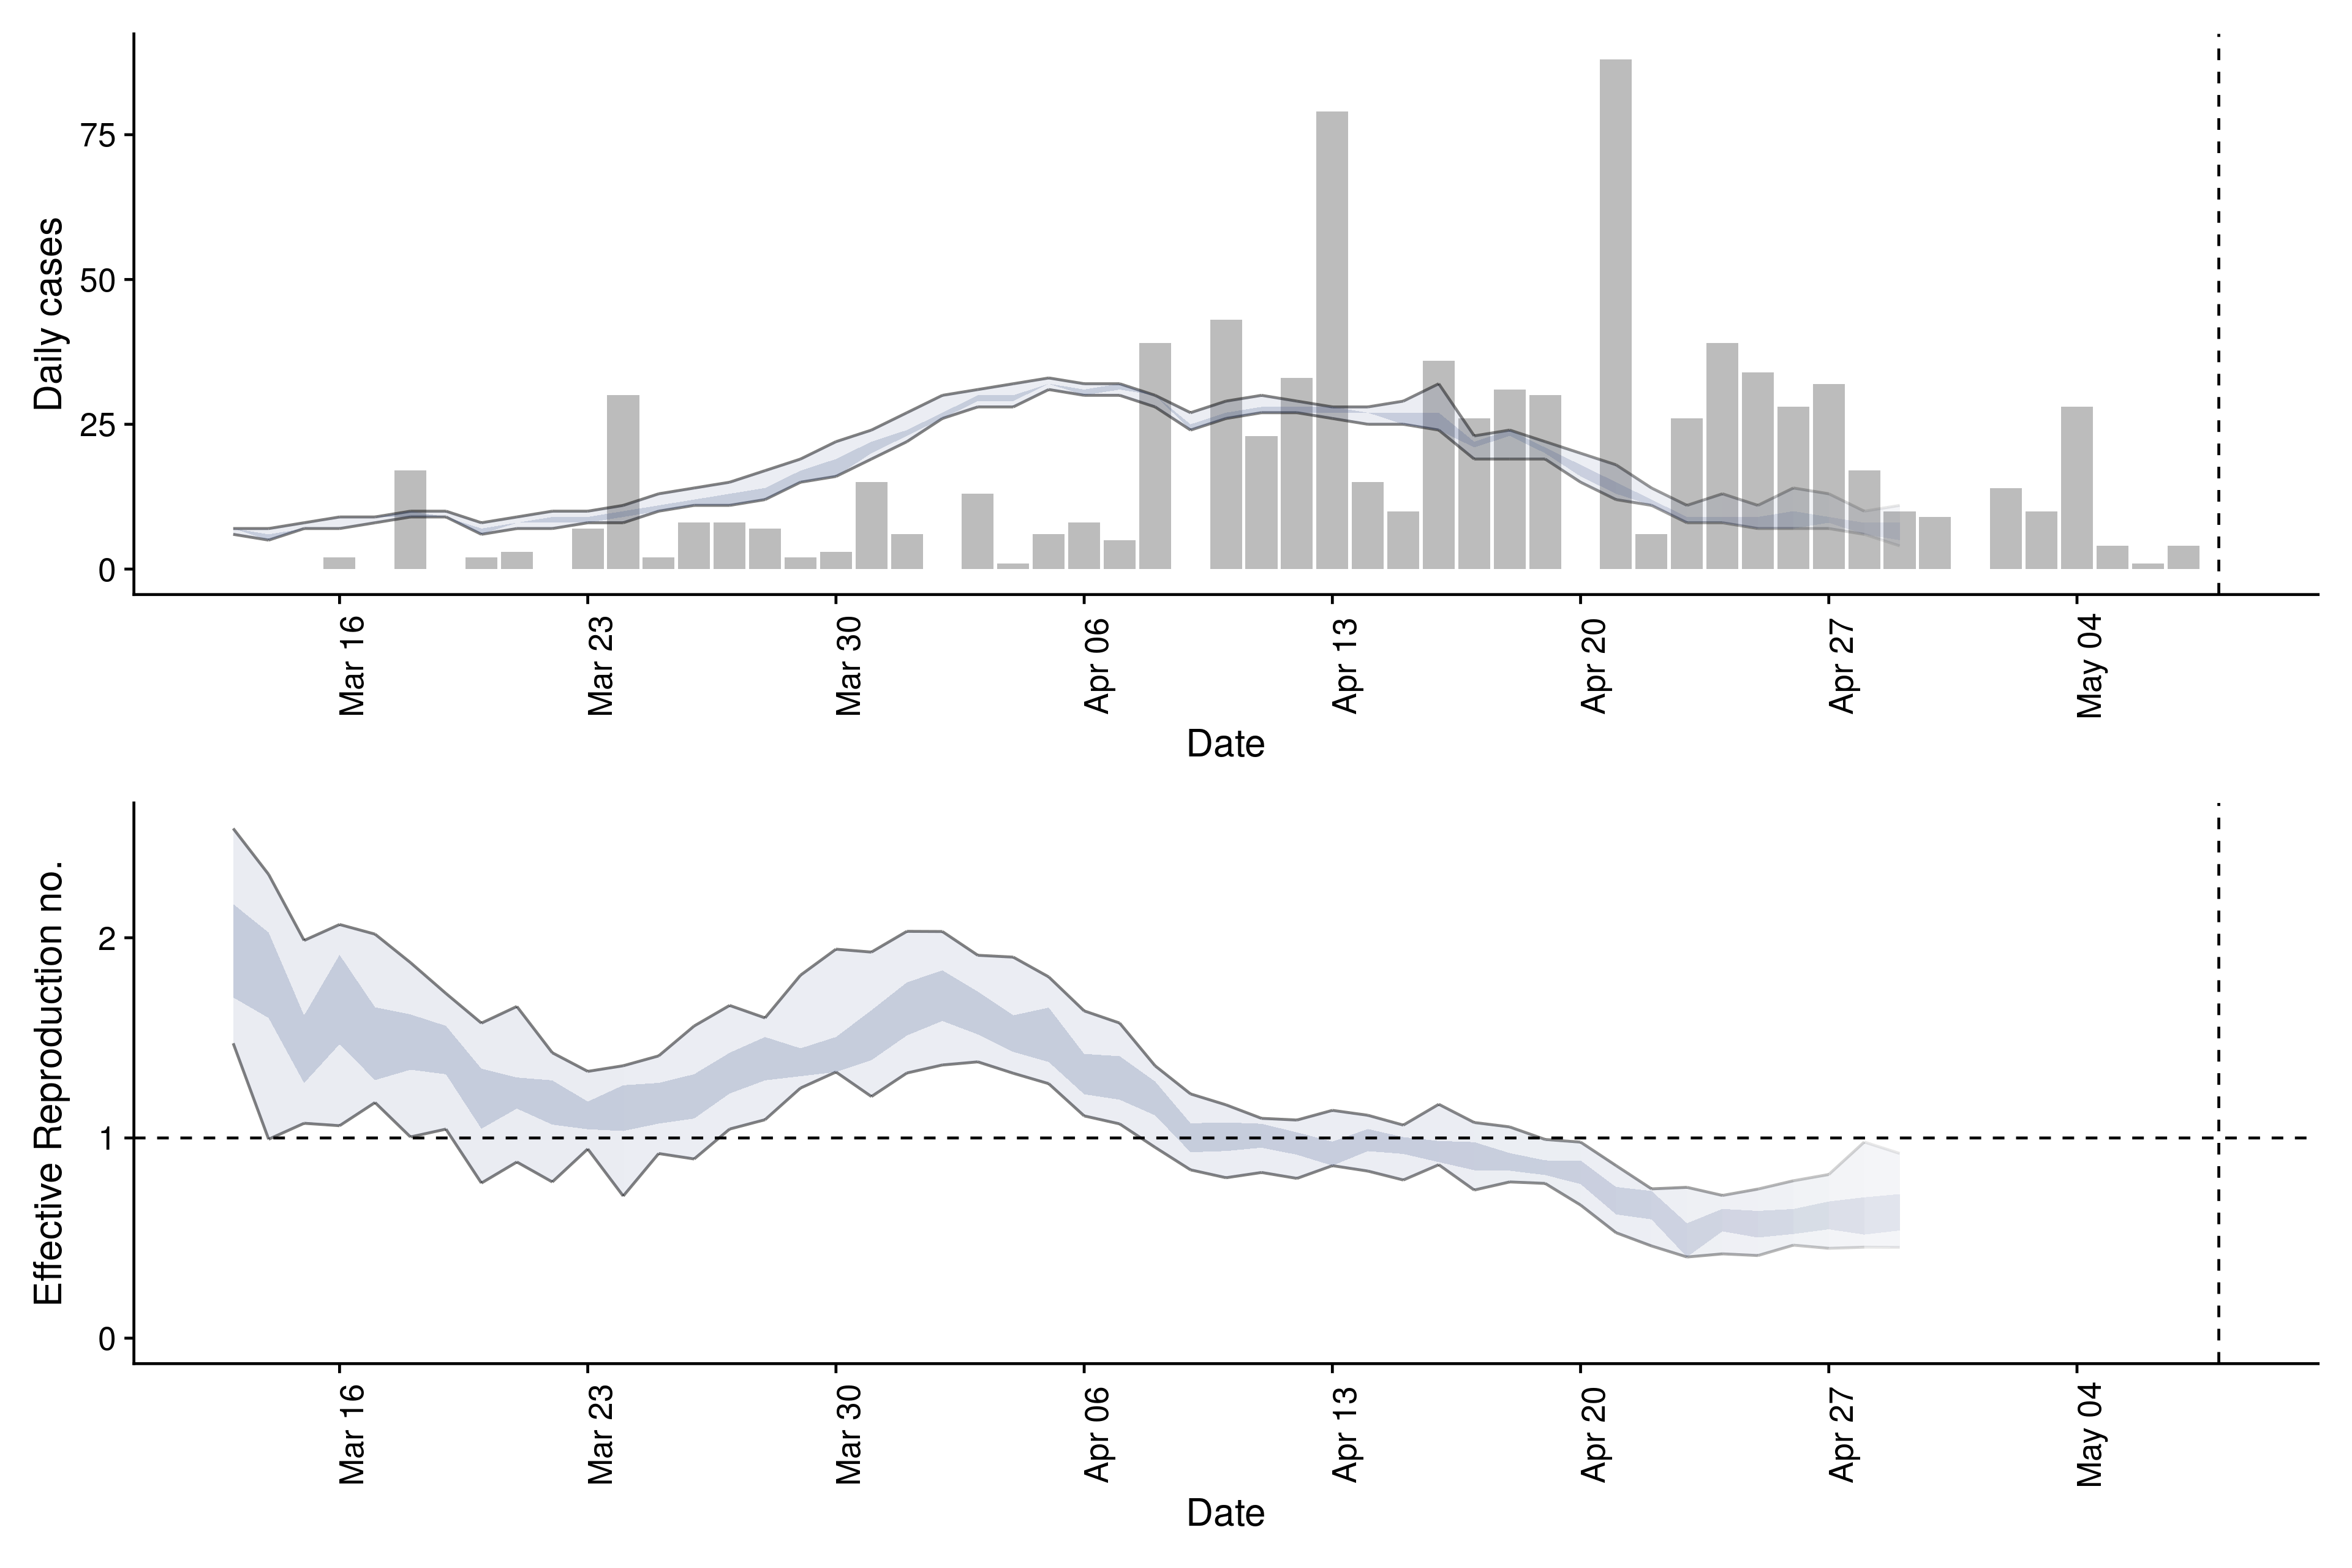 Daily cases
75
50
25
0
Mar 16
Mar 23
Mar 30
Apr 06
Apr 13
Apr 20
Apr 27
May 04
Date
Effective Reproduction no.
2
1
0
Mar 16
Mar 23
Mar 30
Apr 06
Apr 13
Apr 20
Apr 27
May 04
Date